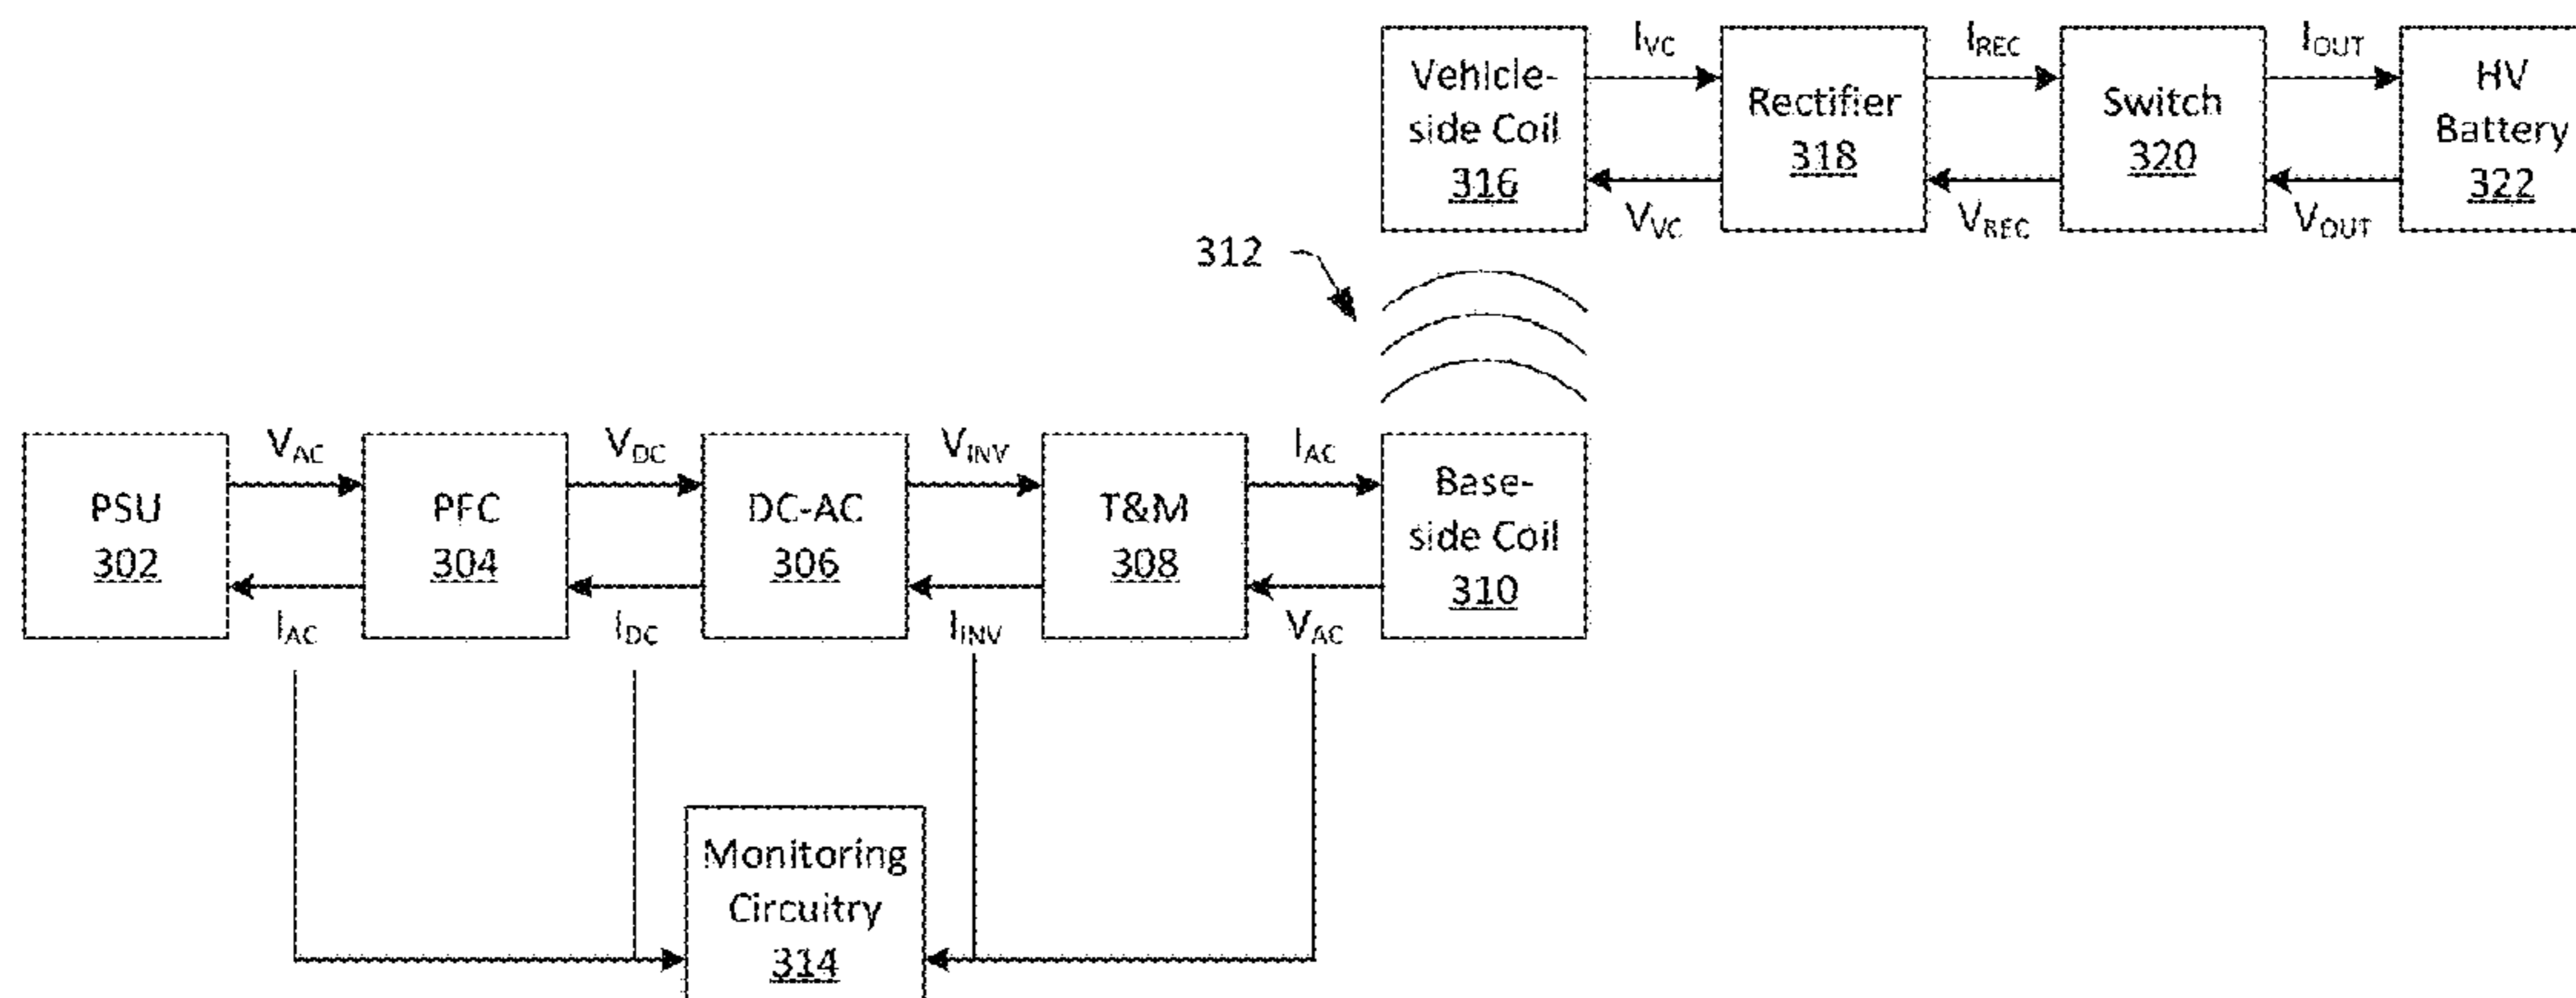 I_VC
I_REC
I_OUT
Vehicle-
side Coil
316
Rectifier
318
Switch
320
HV
Battery
322
V_VC
V_REC
V_OUT
312
V_AC
V_DC
V_INV
I_AC
PSU
302
PFC
304
DC-AC
306
T&M
308
Base-
side Coil
310
I_AC
I_DC
I_INV
V_AC
Monitoring
Circuitry
314